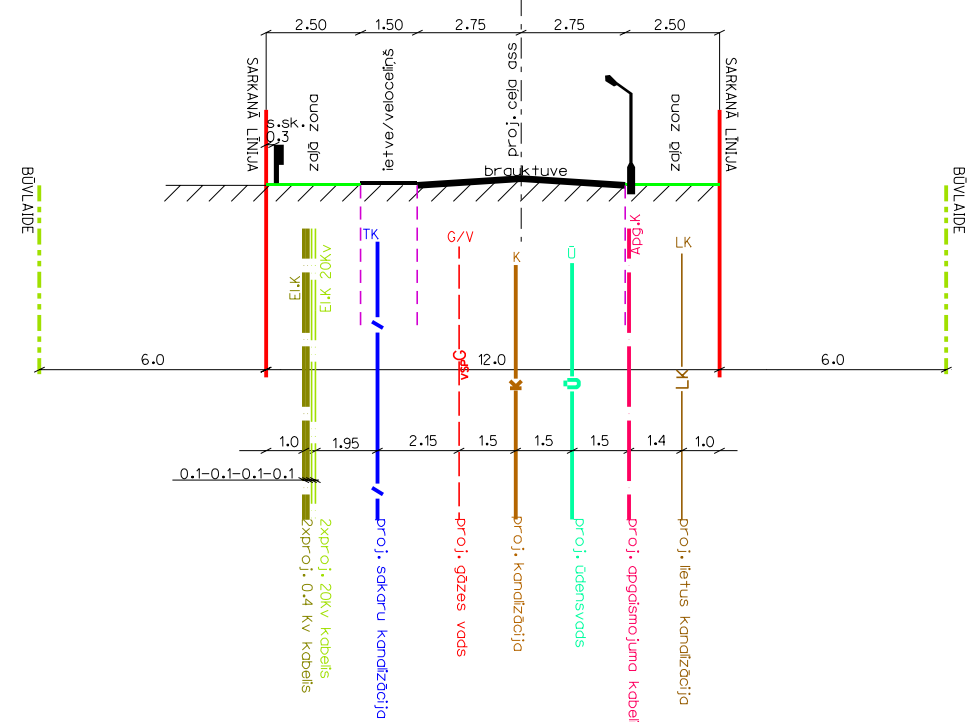 2.50
1.50
2.75
2.75
2.50
SARKANĀ LĪNIJA
zaļā zona
ietve/veloceliņš
proj. ceļa ass
zaļā zona
SARKANĀ LĪNIJA
s.sk.
0.3
brauktuve
BŪVLAIDE
BŪVLAIDE
El.K
El.K 20Kv
TK
G/V
K
Ū
Apg.K
LK
6.0
12.0
6.0
G
K
Ū
LK
1.0
1.95
2.15
1.5
1.5
1.5
1.4
1.0
0.1-0.1-0.1-0.1
2xproj. 0.4 Kv kabelis
2xproj. 20Kv kabelis
proj. sakaru kanalizācija
proj. gāzes vads
proj. kanalizācija
proj. ūdensvads
proj. apgaismojuma kabeli
proj. lietus kanalizācija